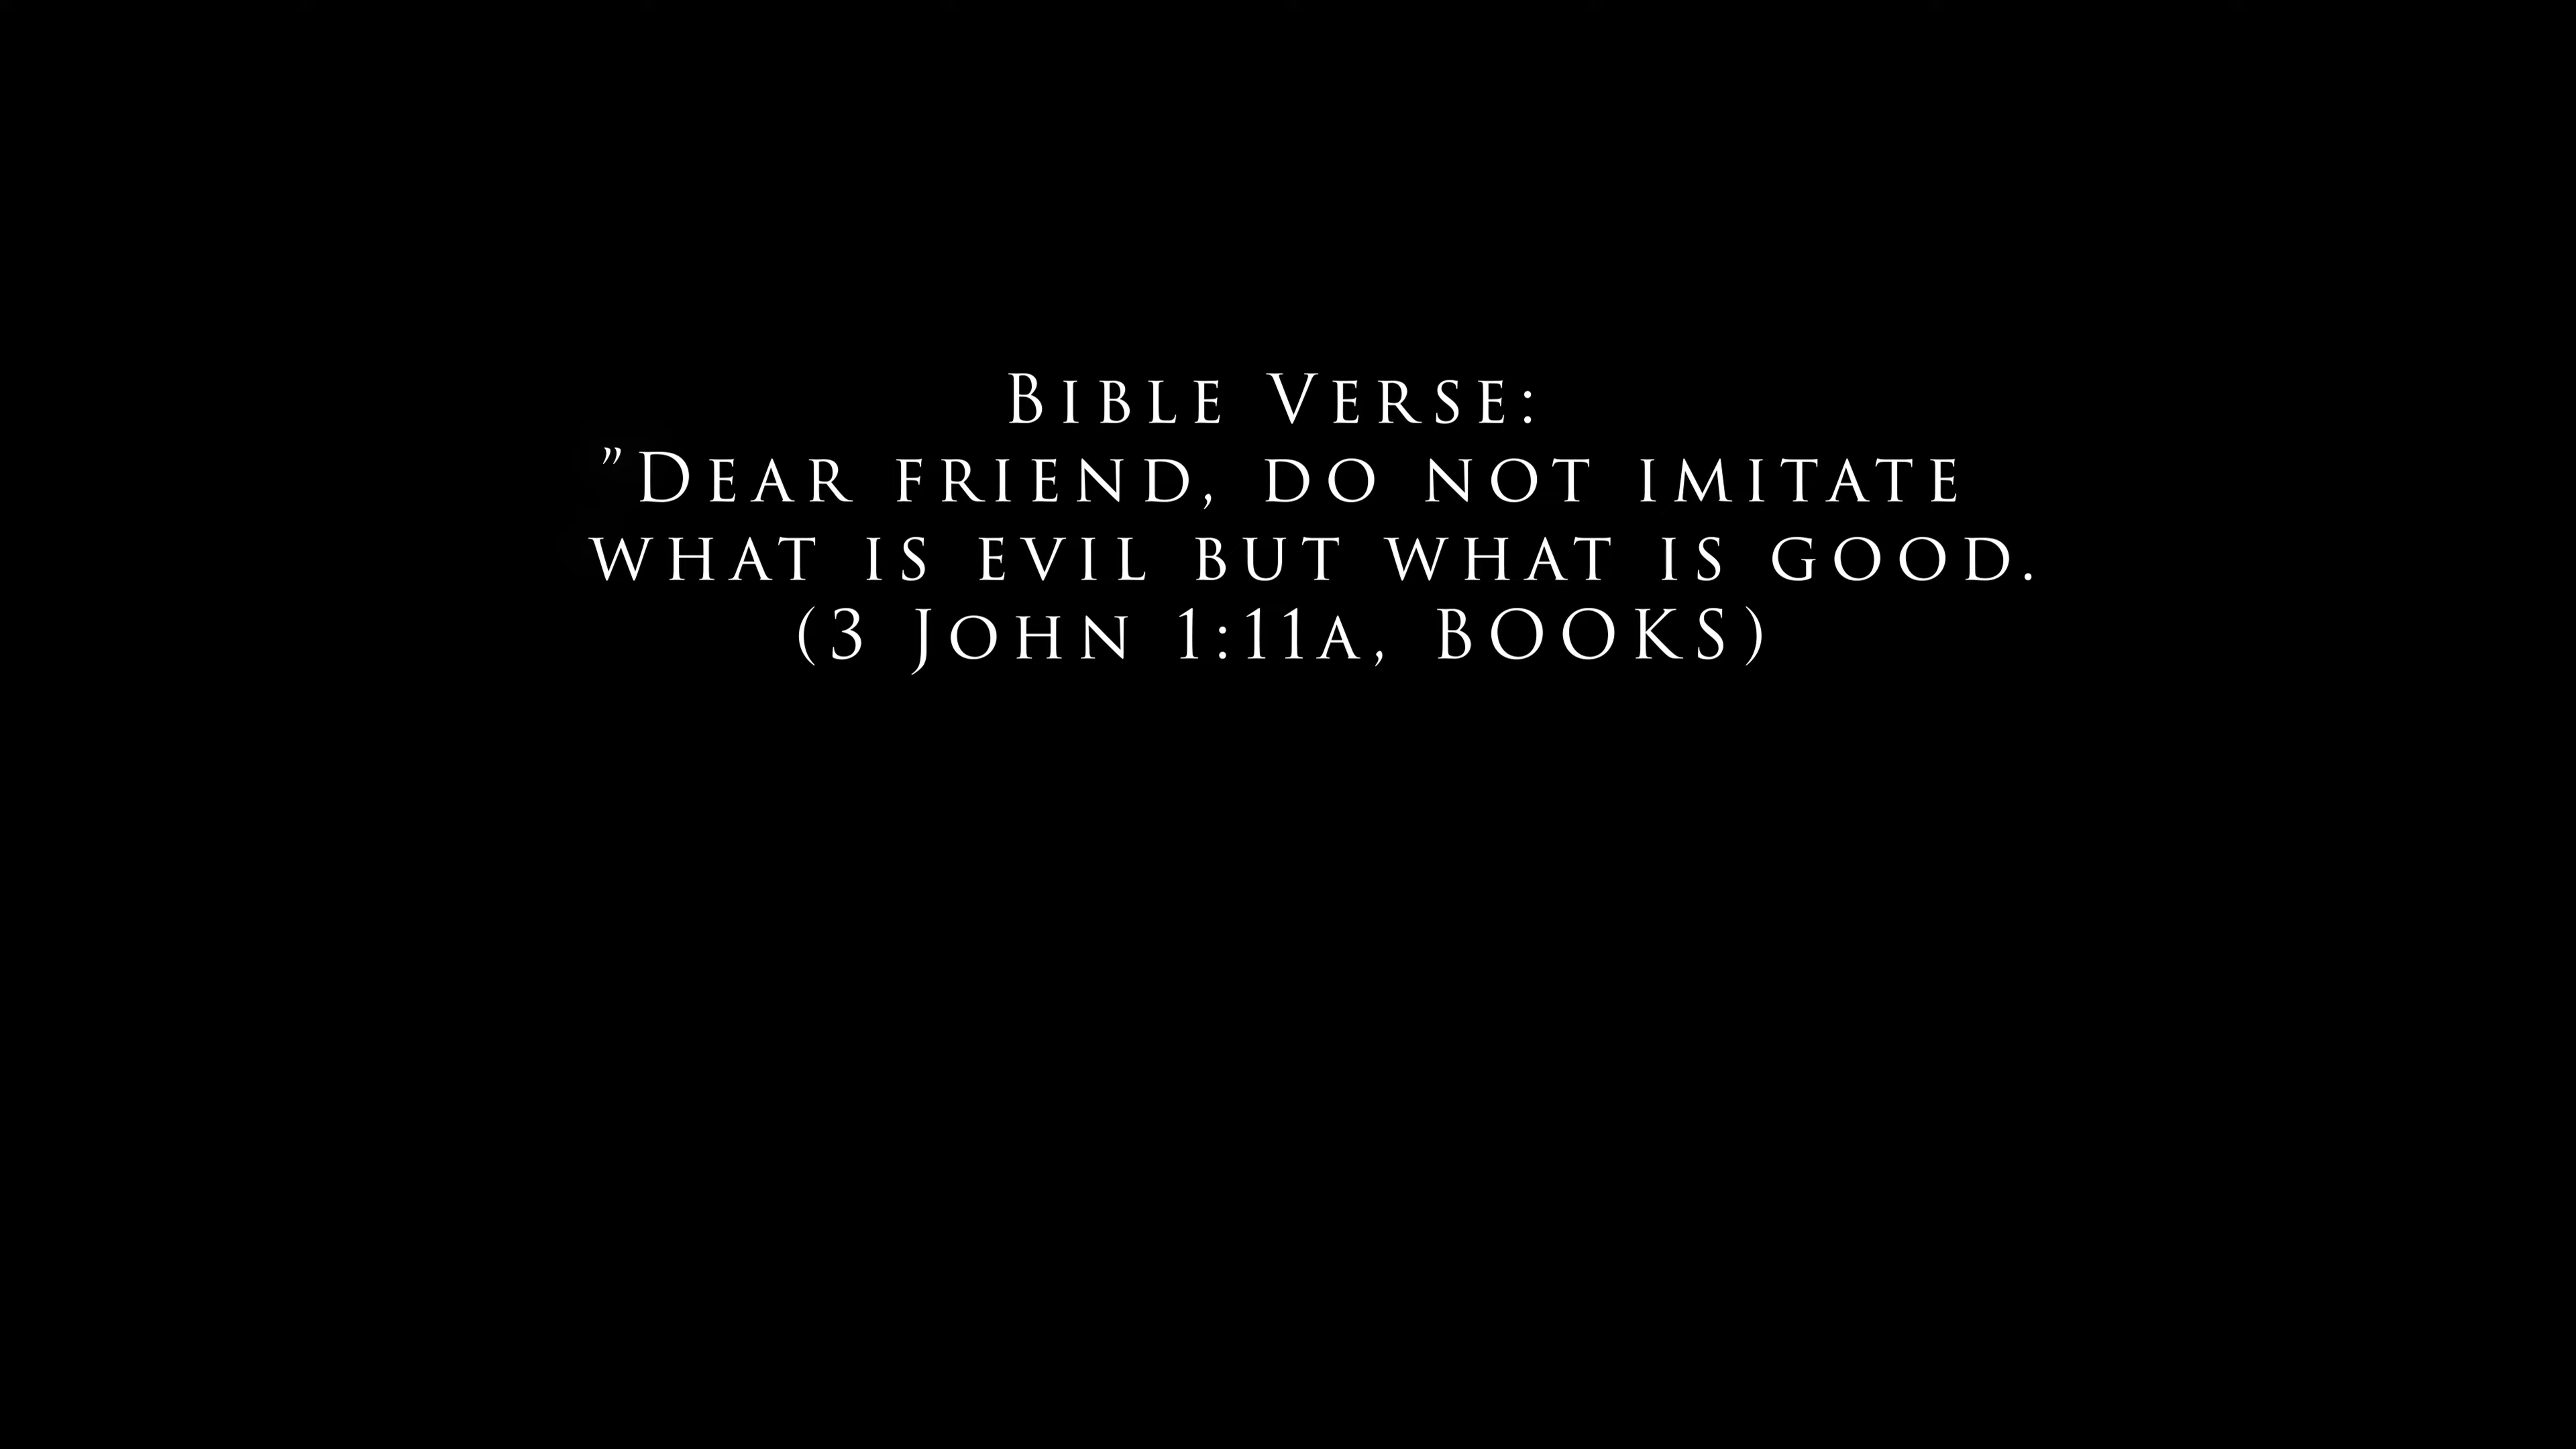 Bible Verse:
”Dear friend, do not imitate
what is evil but what is good.
(3 John 1:11a, BOOKS)